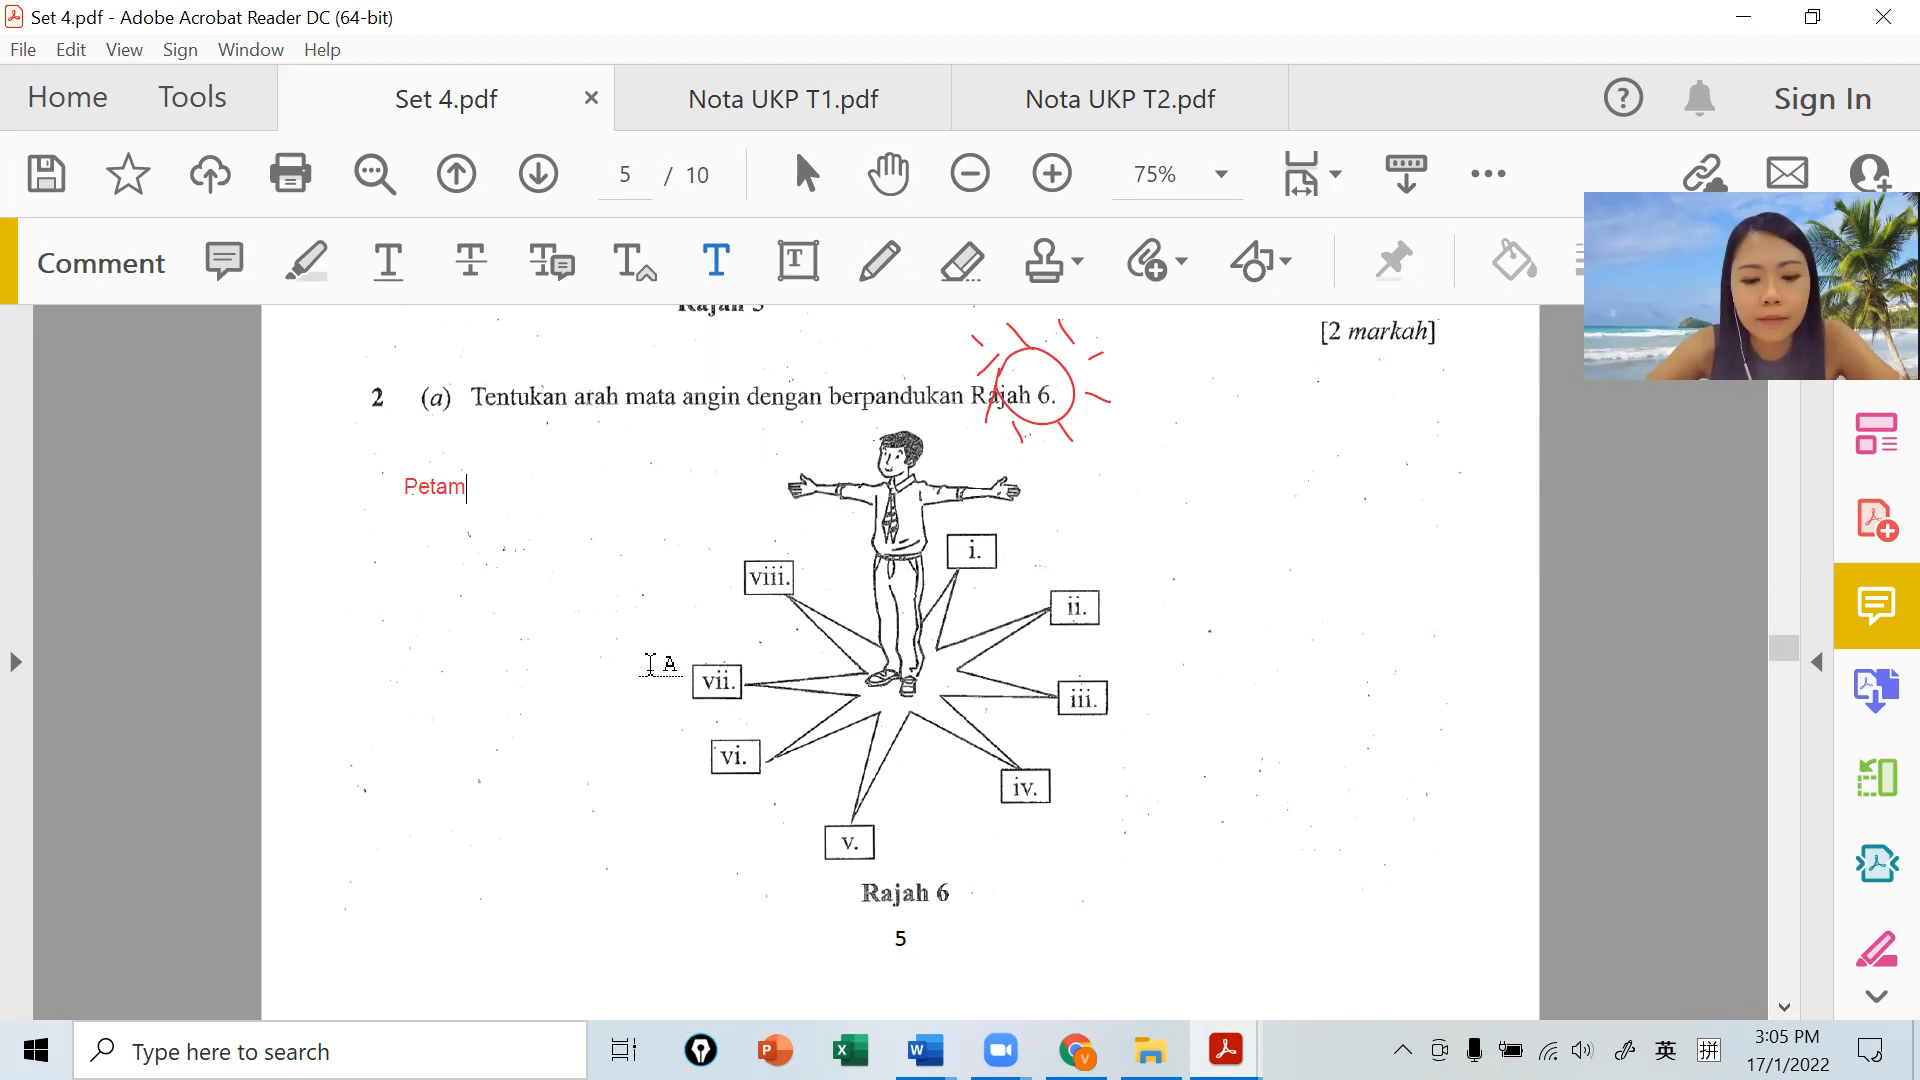 Set 4.pdf - Adobe Acrobat Reader DC (64-bit)
File Edit View Sign Window Help
Home Tools Set 4.pdf Nota UKP T1.pdf Nota UKP T2.pdf Sign In
5 / 10 75%
Comment
[2 markah]
2 (a) Tentukan arah mata angin dengan berpandukan Rajah 6.
Petam
i.
viii.
ii.
A
vii.
iii.
vi.
iv.
v.
Rajah 6
5
Type here to search
英
拼
3:05 PM
17/1/2022